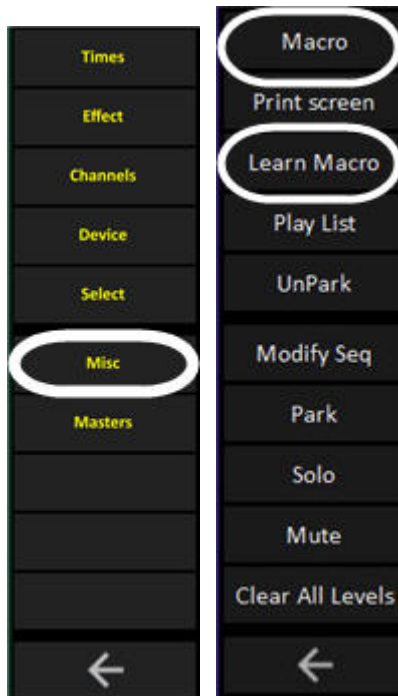 Times
Effect
Channels
Device
Select
Misc
Masters
Macro
Print screen
Learn Macro
Play List
UnPark
Modify Seq
Park
Solo
Mute
Clear All Levels